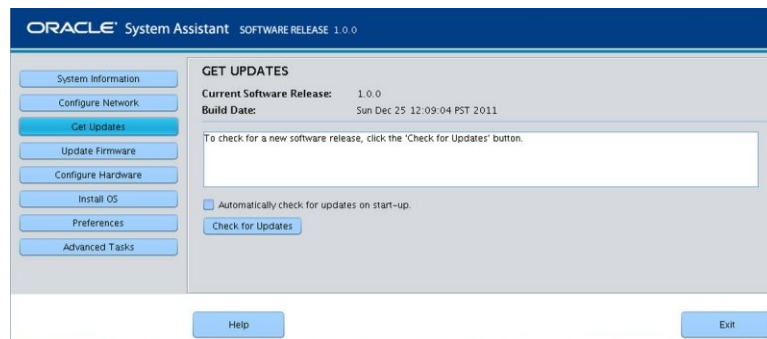 ORACLE® System Assistant SOFTWARE RELEASE 1.0.0
System Information
Configure Network
Get Updates
Update Firmware
Configure Hardware
Install OS
Preferences
Advanced Tasks
GET UPDATES
Current Software Release: 1.0.0
Build Date: Sun Dec 25 12:09:04 PST 2011
To check for a new software release, click the 'Check for Updates' button.
Automatically check for updates on start-up.
Check for Updates
Help
Exit